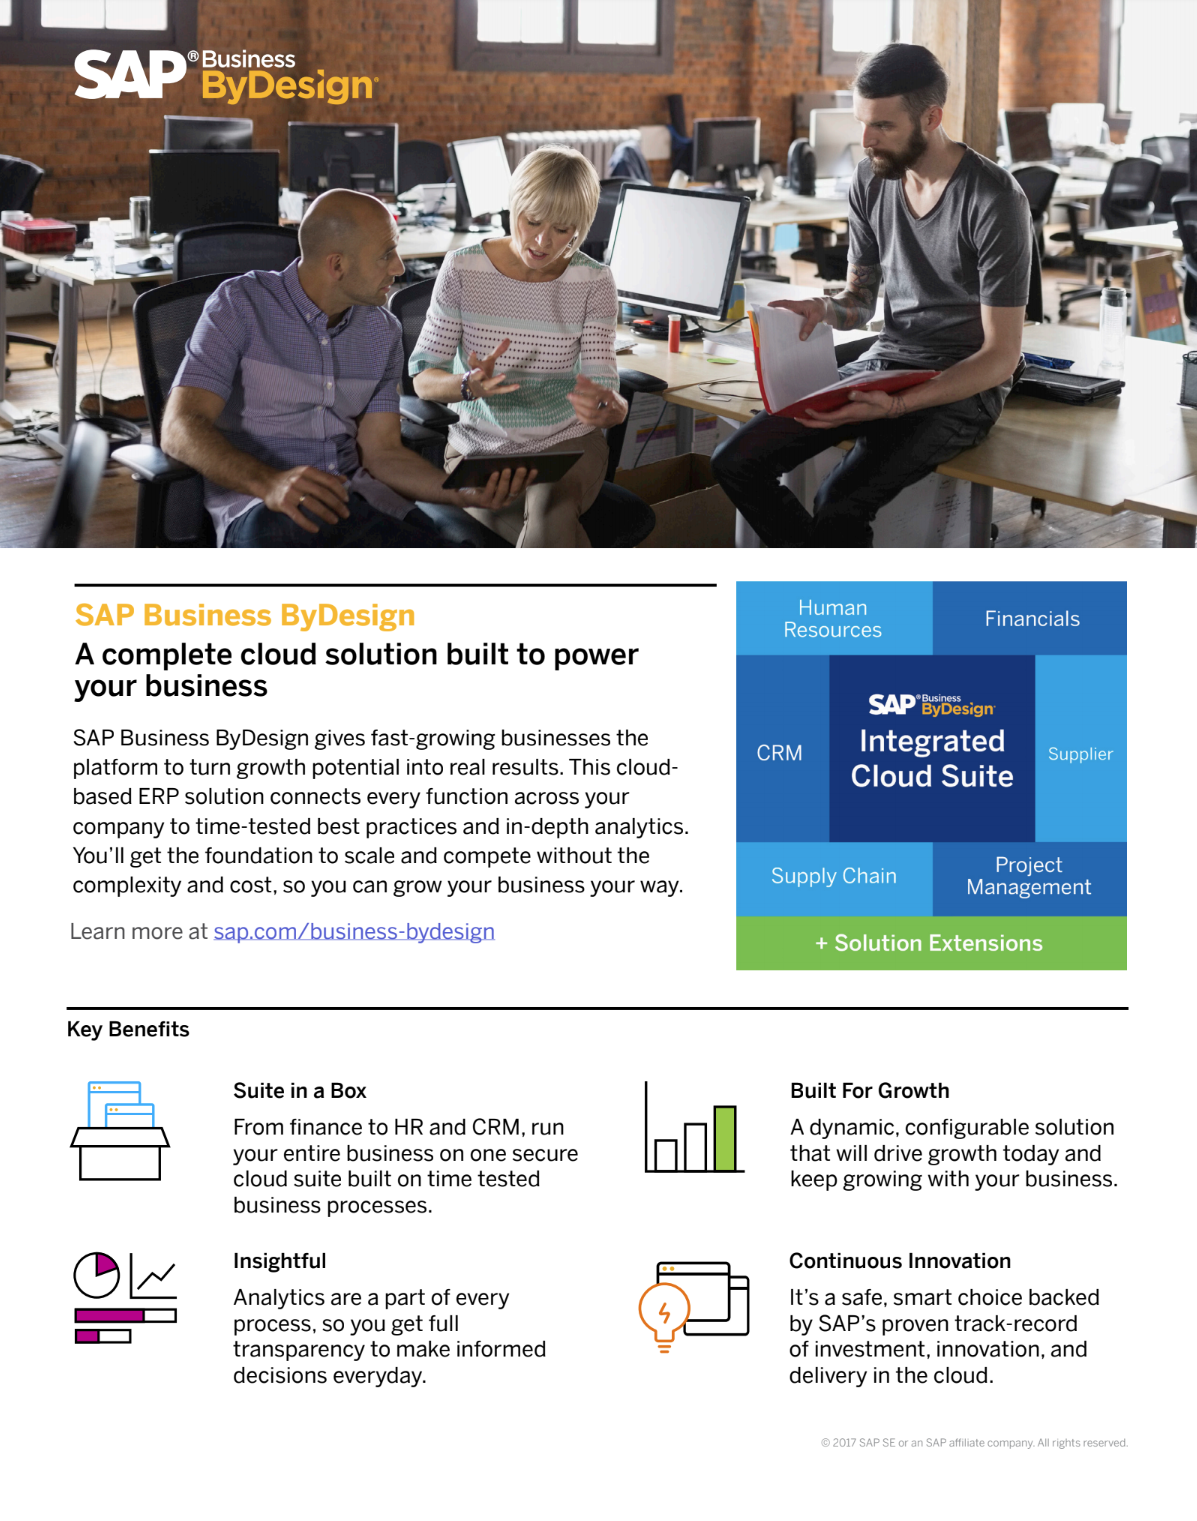 SAP® Business
ByDesign®
SAP Business ByDesign
A complete cloud solution built to power
your business
SAP Business ByDesign gives fast-growing businesses the
platform to turn growth potential into real results. This cloud-
based ERP solution connects every function across your
company to time-tested best practices and in-depth analytics.
You’ll get the foundation to scale and compete without the
complexity and cost, so you can grow your business your way.
Learn more at sap.com/business-bydesign
Human
Resources
Financials
CRM
SAP® Business
ByDesign®
Integrated
Cloud Suite
Supplier
Supply Chain
Project
Management
+ Solution Extensions
Key Benefits
Suite in a Box
From finance to HR and CRM, run
your entire business on one secure
cloud suite built on time tested
business processes.
Built For Growth
A dynamic, configurable solution
that will drive growth today and
keep growing with your business.
Insightful
Analytics are a part of every
process, so you get full
transparency to make informed
decisions everyday.
Continuous Innovation
It’s a safe, smart choice backed
by SAP’s proven track-record
of investment, innovation, and
delivery in the cloud.
© 2017 SAP SE or an SAP affiliate company. All rights reserved.